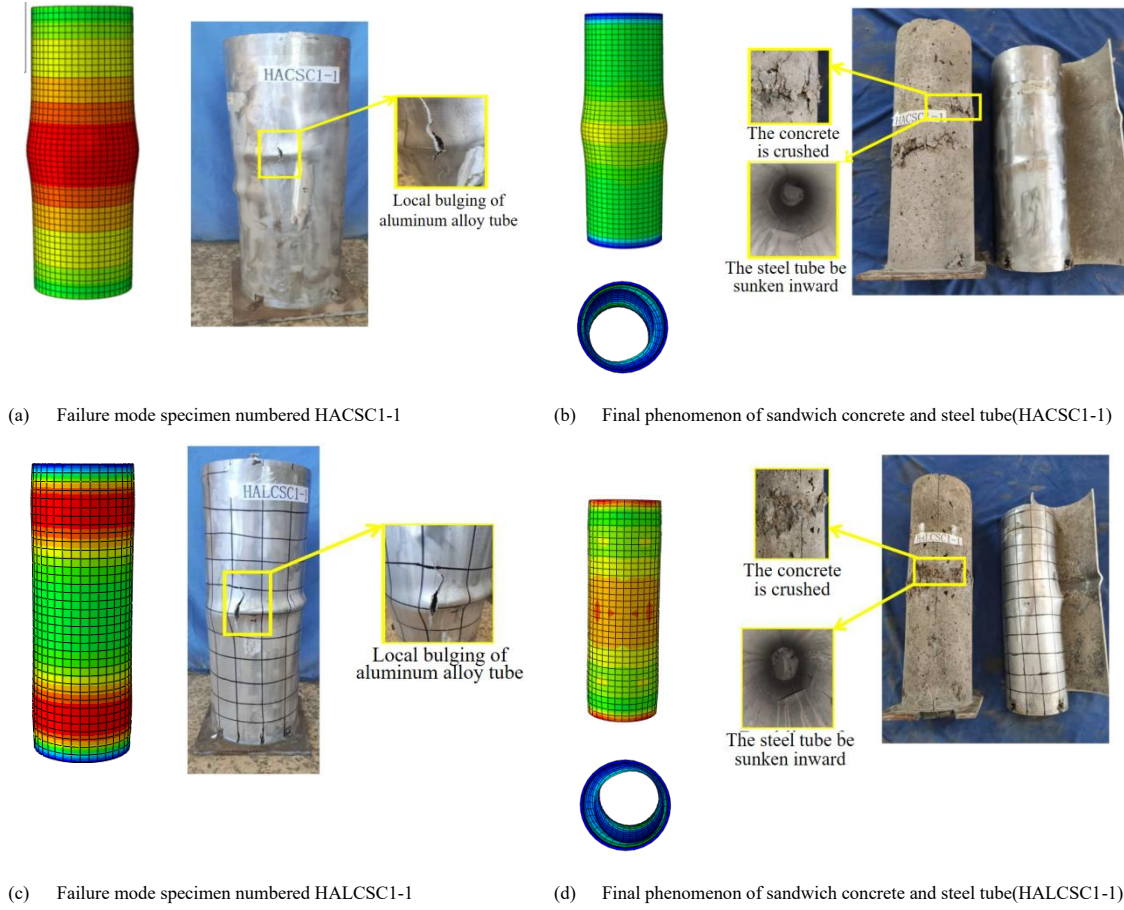 HACSC1-1
Local bulging of
aluminum alloy tube
The concrete
is crushed
The steel tube be
sunken inward
HACSC1-1
(a) Failure mode specimen numbered HACSC1-1
(b) Final phenomenon of sandwich concrete and steel tube(HACSC1-1)
HALCSC1-1
Local bulging of
aluminum alloy tube
The concrete
is crushed
The steel tube be
sunken inward
HALCSC1-1
(c) Failure mode specimen numbered HALCSC1-1
(d) Final phenomenon of sandwich concrete and steel tube(HALCSC1-1)